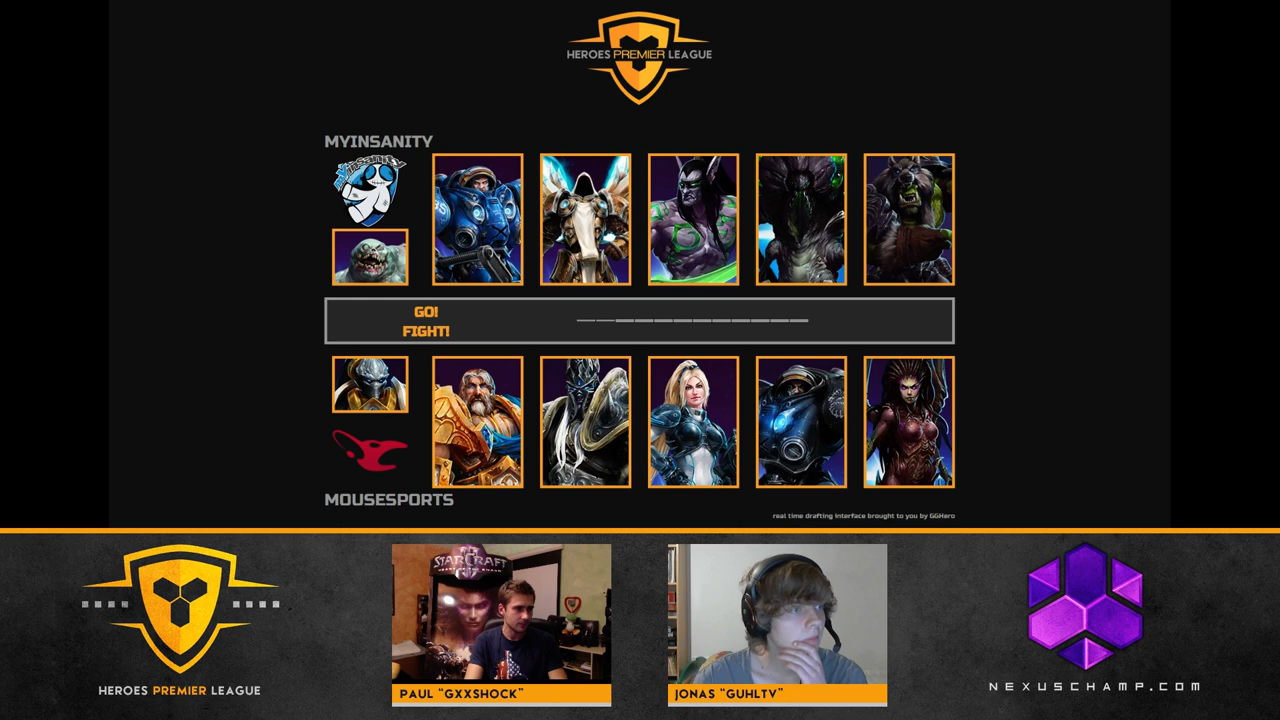 HEROES PREMIER LEAGUE
MYINSANITY
GO!
FIGHT!
MOUSESPORTS
real time drafting interface brought to you by GGHero
STARCRAFT
HEROES PREMIER LEAGUE
PAUL "GXXSHOCK"
JONAS "GUHLTV"
NEXUSCHAMP.COM